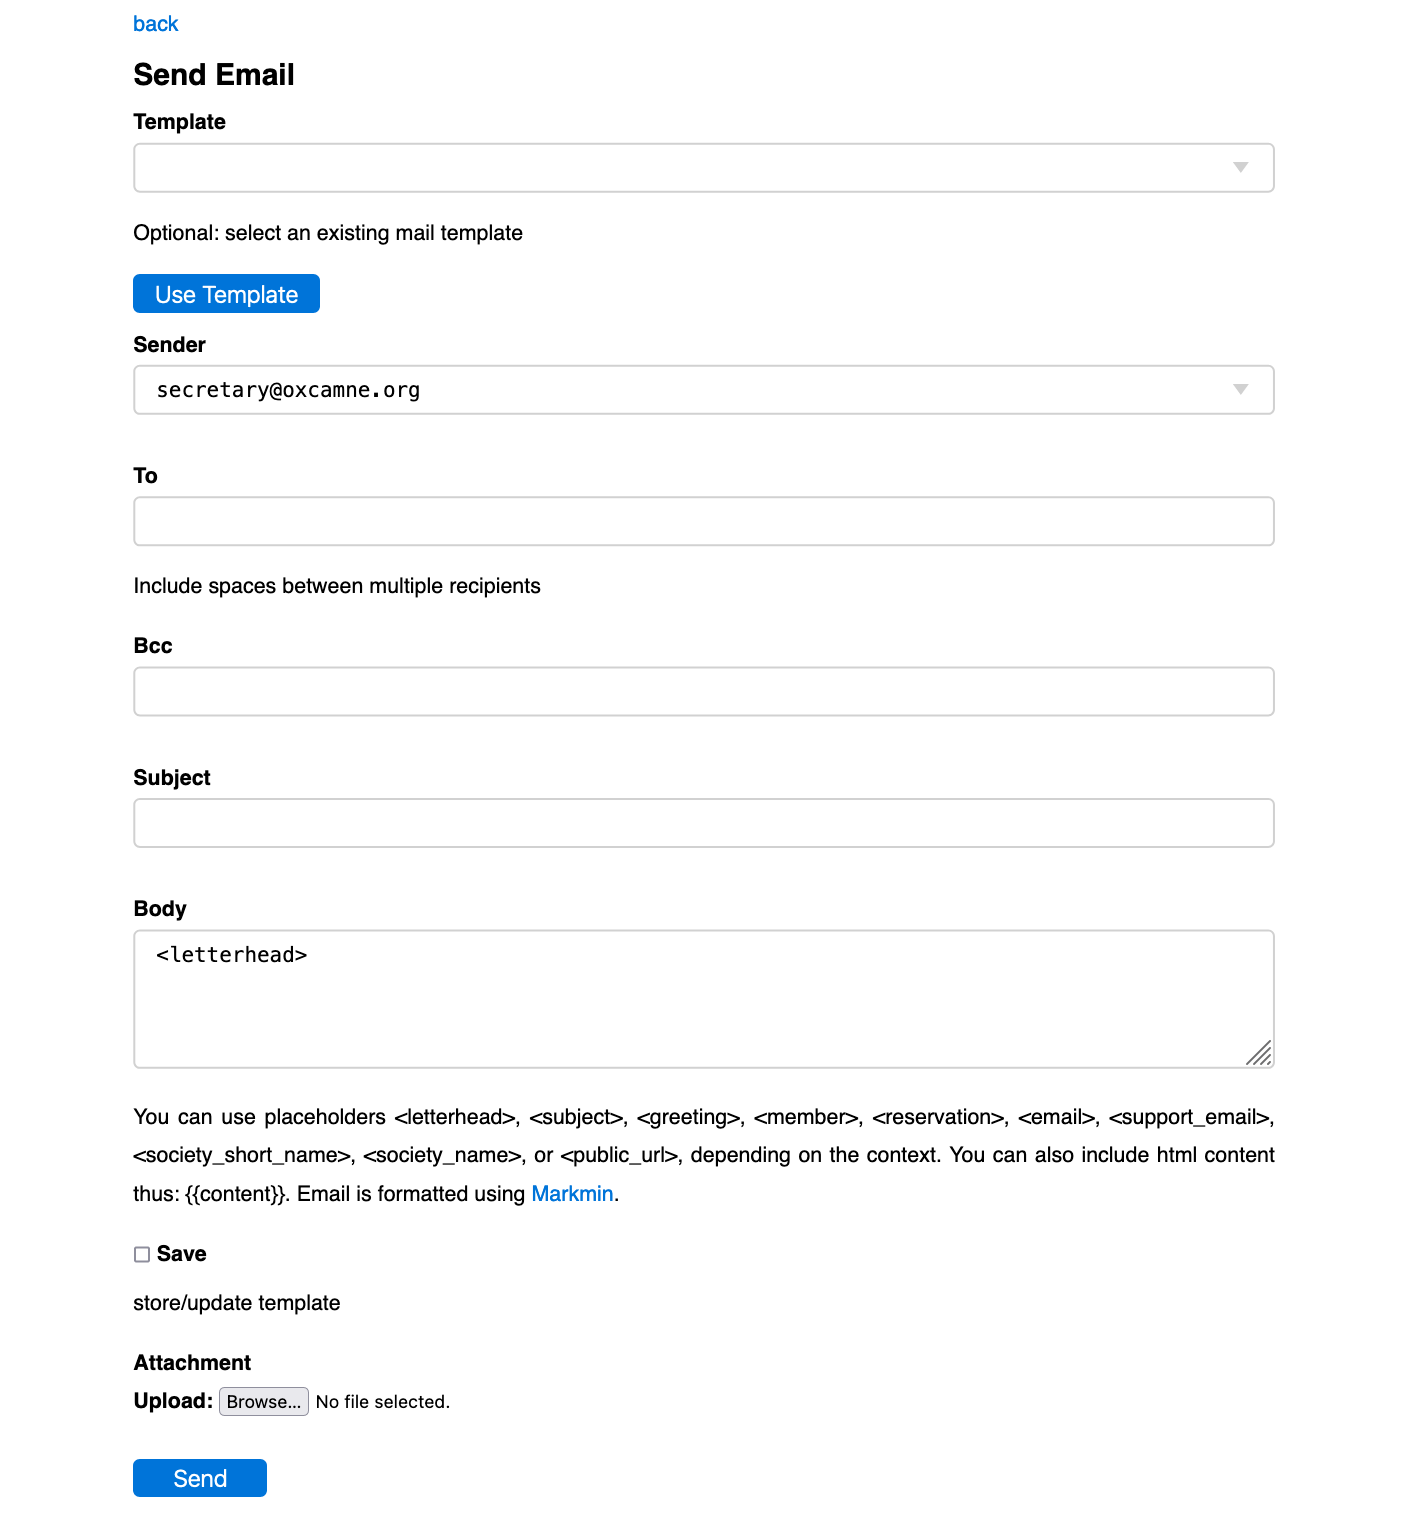 back
Send Email
Template
Optional: select an existing mail template
Use Template
Sender
secretary@oxcamne.org
To
Include spaces between multiple recipients
Bcc
Subject
Body
<letterhead>
You can use placeholders <letterhead>, <subject>, <greeting>, <member>, <reservation>, <email>, <support_email>,
<society_short_name>, <society_name>, or <public_url>, depending on the context. You can also include html content
thus: {{content}}. Email is formatted using Markmin.
Save
store/update template
Attachment
Upload: Browse... No file selected.
Send